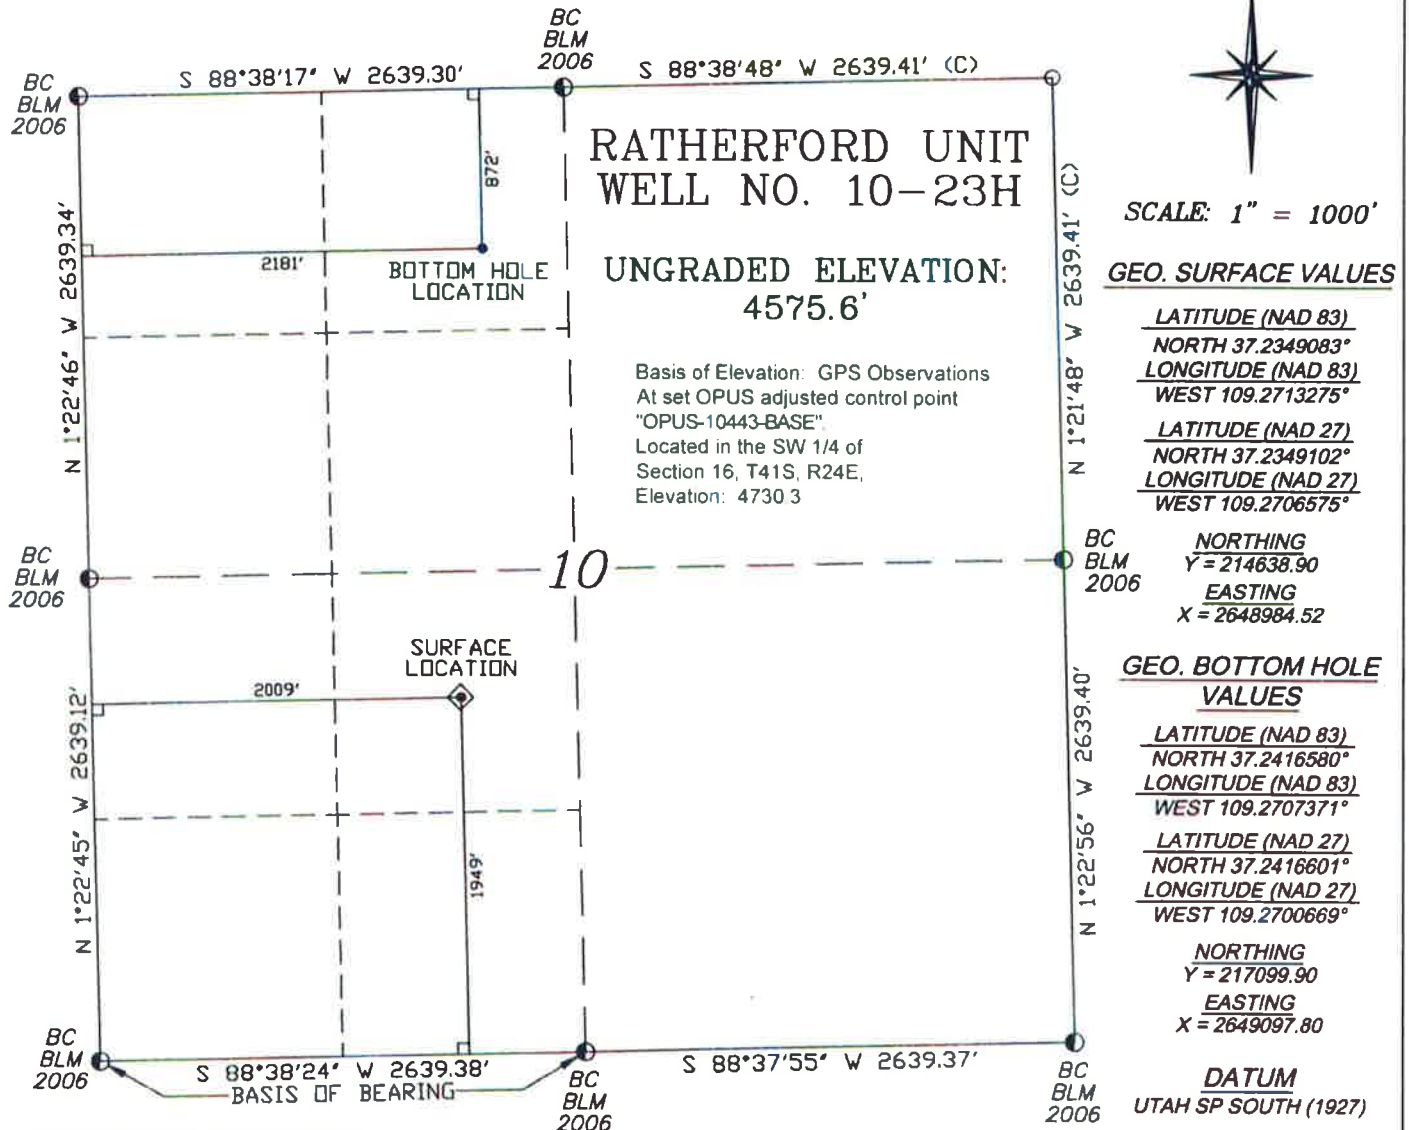 BC
BLM
2006
S 88°38'17" W 2639.30'
BC
BLM
2006
S 88°38'48" W 2639.41' (C)
RATHERFORD UNIT
WELL NO. 10-23H
872'
2181'
BOTTOM HOLE
LOCATION
UNGRADED ELEVATION:
4575.6'
Basis of Elevation: GPS Observations
At set OPUS adjusted control point
"OPUS-10443-BASE".
Located in the SW 1/4 of
Section 16, T41S, R24E,
Elevation: 4730 3
N 1°22'46" W 2639.34'
N 1°21'48" W 2639.41' (C)
BC
BLM
2006
10
BC
BLM
2006
SURFACE
LOCATION
2009'
1949'
N 1°22'45" W 2639.12'
N 1°22'56" W 2639.40'
BC
BLM
2006
S 88°38'24" W 2639.38'
BASIS OF BEARING
BC
BLM
2006
S 88°37'55" W 2639.37'
BC
BLM
2006
SCALE: 1" = 1000'
GEO. SURFACE VALUES
LATITUDE (NAD 83)
NORTH 37.2349083°
LONGITUDE (NAD 83)
WEST 109.2713275°
LATITUDE (NAD 27)
NORTH 37.2349102°
LONGITUDE (NAD 27)
WEST 109.2706575°
NORTHING
Y = 214638.90
EASTING
X = 2648984.52
GEO. BOTTOM HOLE
VALUES
LATITUDE (NAD 83)
NORTH 37.2416580°
LONGITUDE (NAD 83)
WEST 109.2707371°
LATITUDE (NAD 27)
NORTH 37.2416601°
LONGITUDE (NAD 27)
WEST 109.2700669°
NORTHING
Y = 217099.90
EASTING
X = 2649097.80
DATUM
UTAH SP SOUTH (1927)